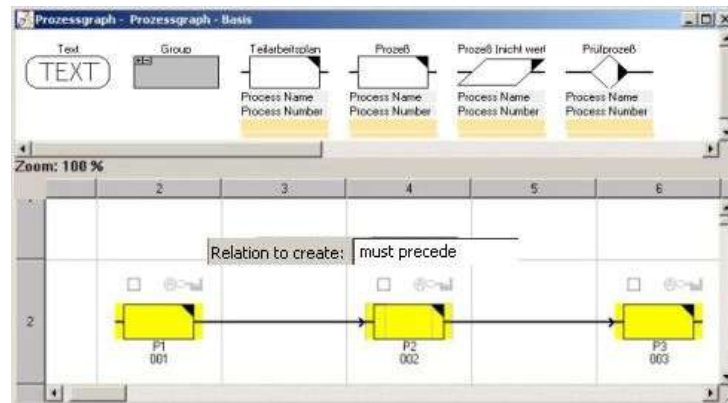 Prozessgraph - Prozessgraph - Basis
Text Group Teilarbeitsplan Prozeß Prozeß (nicht wert Prüfprozeß
TEXT
Process Name Process Name Process Name Process Name
Process Number Process Number Process Number Process Number
Zoom: 100 %
2 3 4 5 6
Relation to create: must precede
2
P1 P2 P3
001 002 003